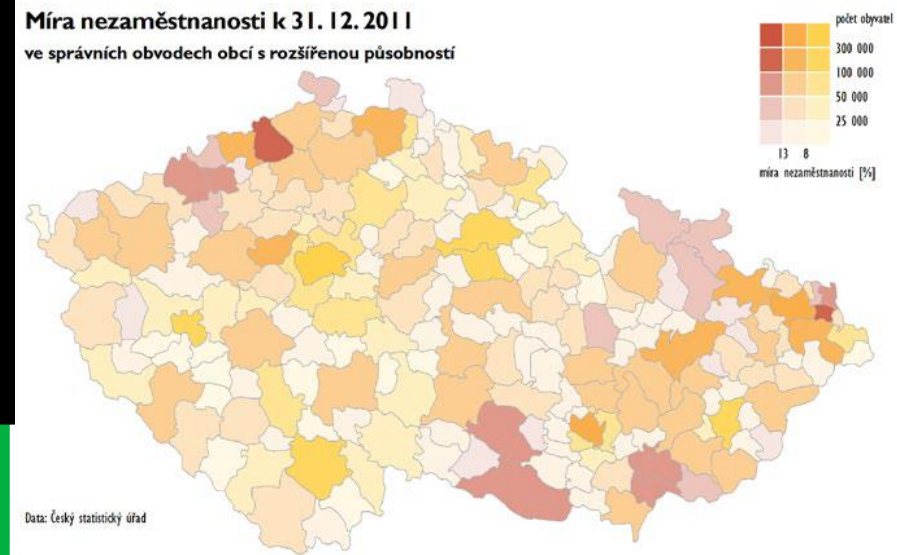 Míra nezaměstnanosti k 31. 12. 2011
ve správních obvodech obcí s rozšířenou působností
počet obyvatel
300 000
100 000
50 000
25 000
13 8
míra nezaměstnanosti [%]
Data: Český statistický úřad